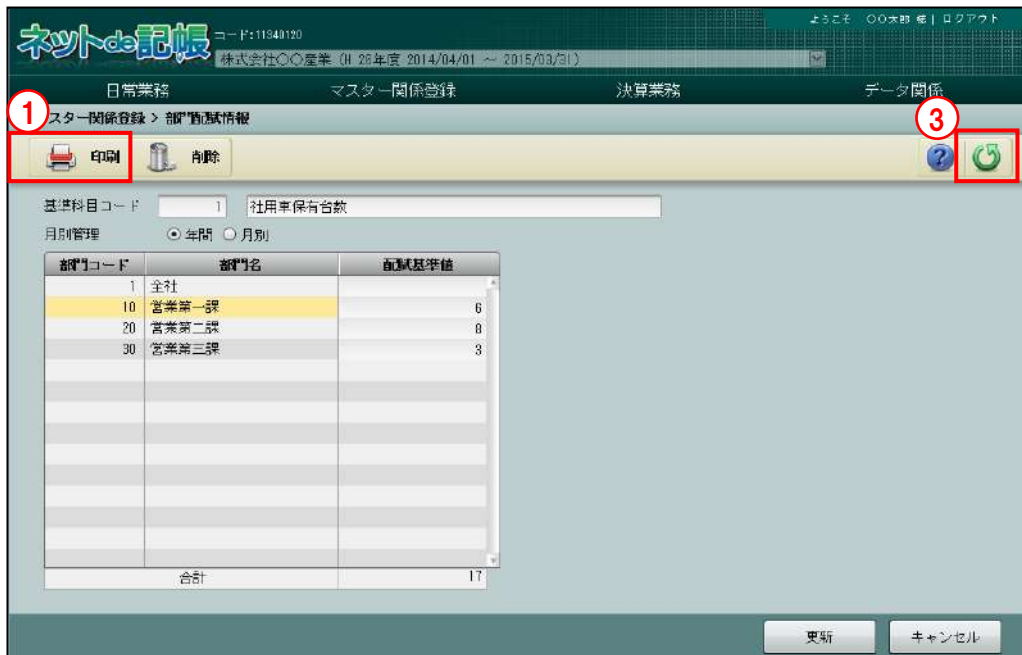 ようこそ 〇〇太郎 様 | ログアウト
ネットde記帳 コード:11340120
株式会社〇〇産業 (H 26年度 2014/04/01 ～ 2015/03/31)
日常業務 マスター関係登録 決算業務 データ関係
1 3
スター関係登録 > 部門配賦情報
印刷 削除 ?
基準科目コード 1 社用車保有台数
月別管理 年間 月別
部門コード 部門名 配賦基準値
1 全社
10 営業第一課 6
20 営業第二課 8
30 営業第三課 3
合計 17
更新 キャンセル